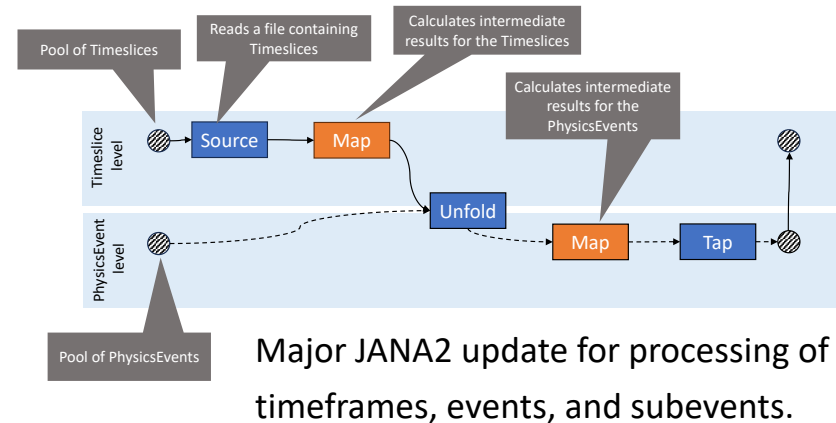 Pool of Timeslices
Reads a file containing
Timeslices
Calculates intermediate
results for the Timeslices
Calculates intermediate
results for the
PhysicsEvents
Timeslice
level
Source
Map
Unfold
PhysicsEvent
level
Map
Tap
Pool of PhysicsEvents
Major JANA2 update for processing of
timeframes, events, and subevents.